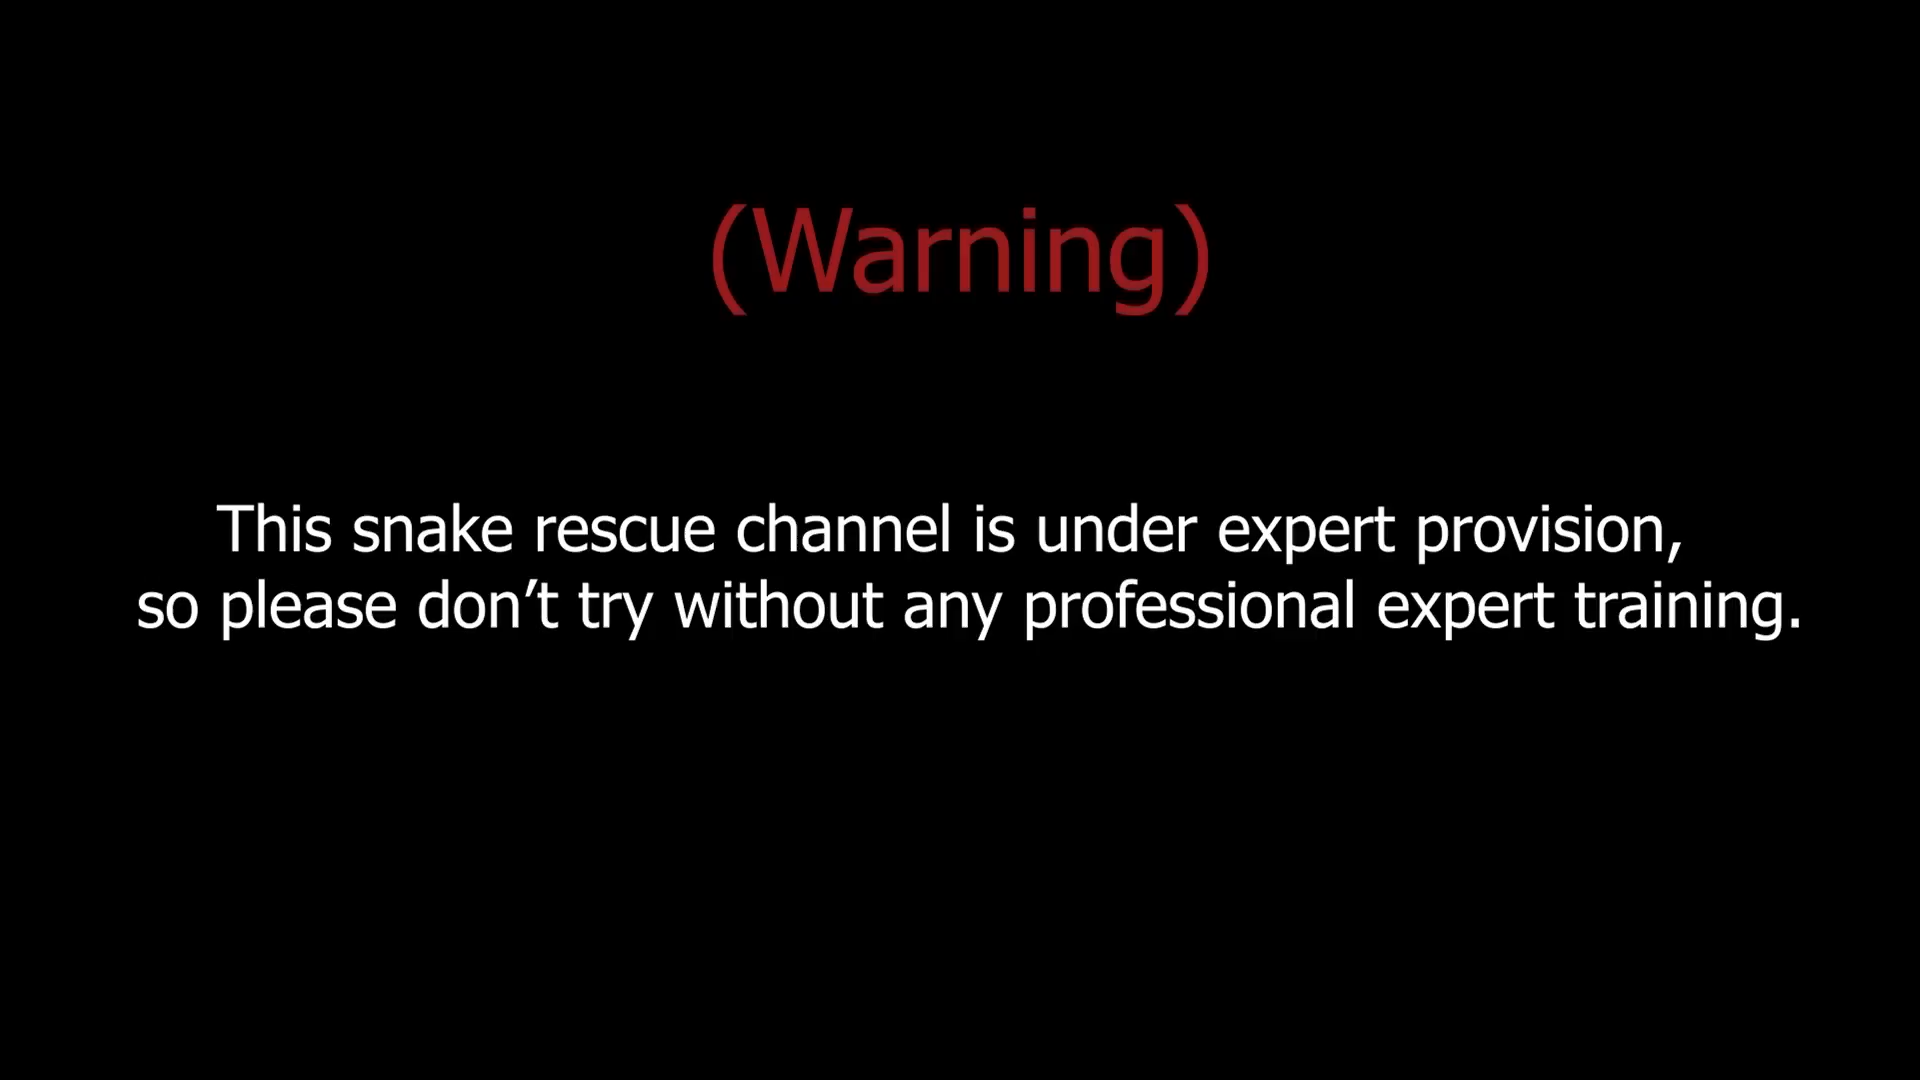 (Warning)
This snake rescue channel is under expert provision,
so please don’t try without any professional expert training.